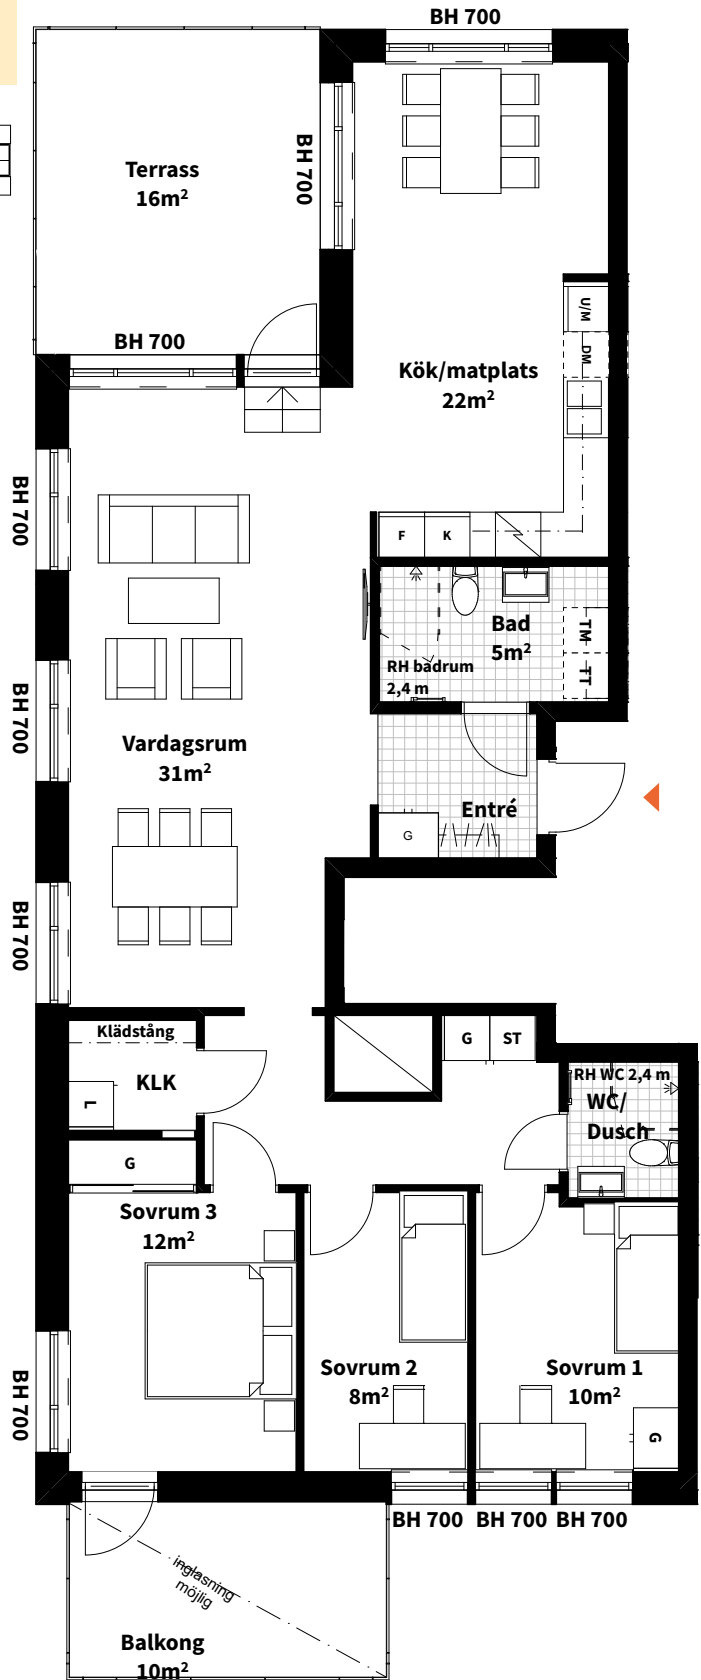 BH 700
Terrass
16m²
BH 700
BH 700
U/M
DM
Kök/matplats
22m²
BH 700
F
K
Bad
5m²
TM
TT
RH badrum
2,4 m
BH 700
Vardagsrum
31m²
Entré
G
BH 700
Klädstång
KLK
L
G
G
ST
RH WC 2,4 m
WC/
Dusch
Sovrum 3
12m²
Sovrum 2
8m²
Sovrum 1
10m²
G
BH 700
BH 700
BH 700
BH 700
inglasning
möjlig
Balkong
10m²